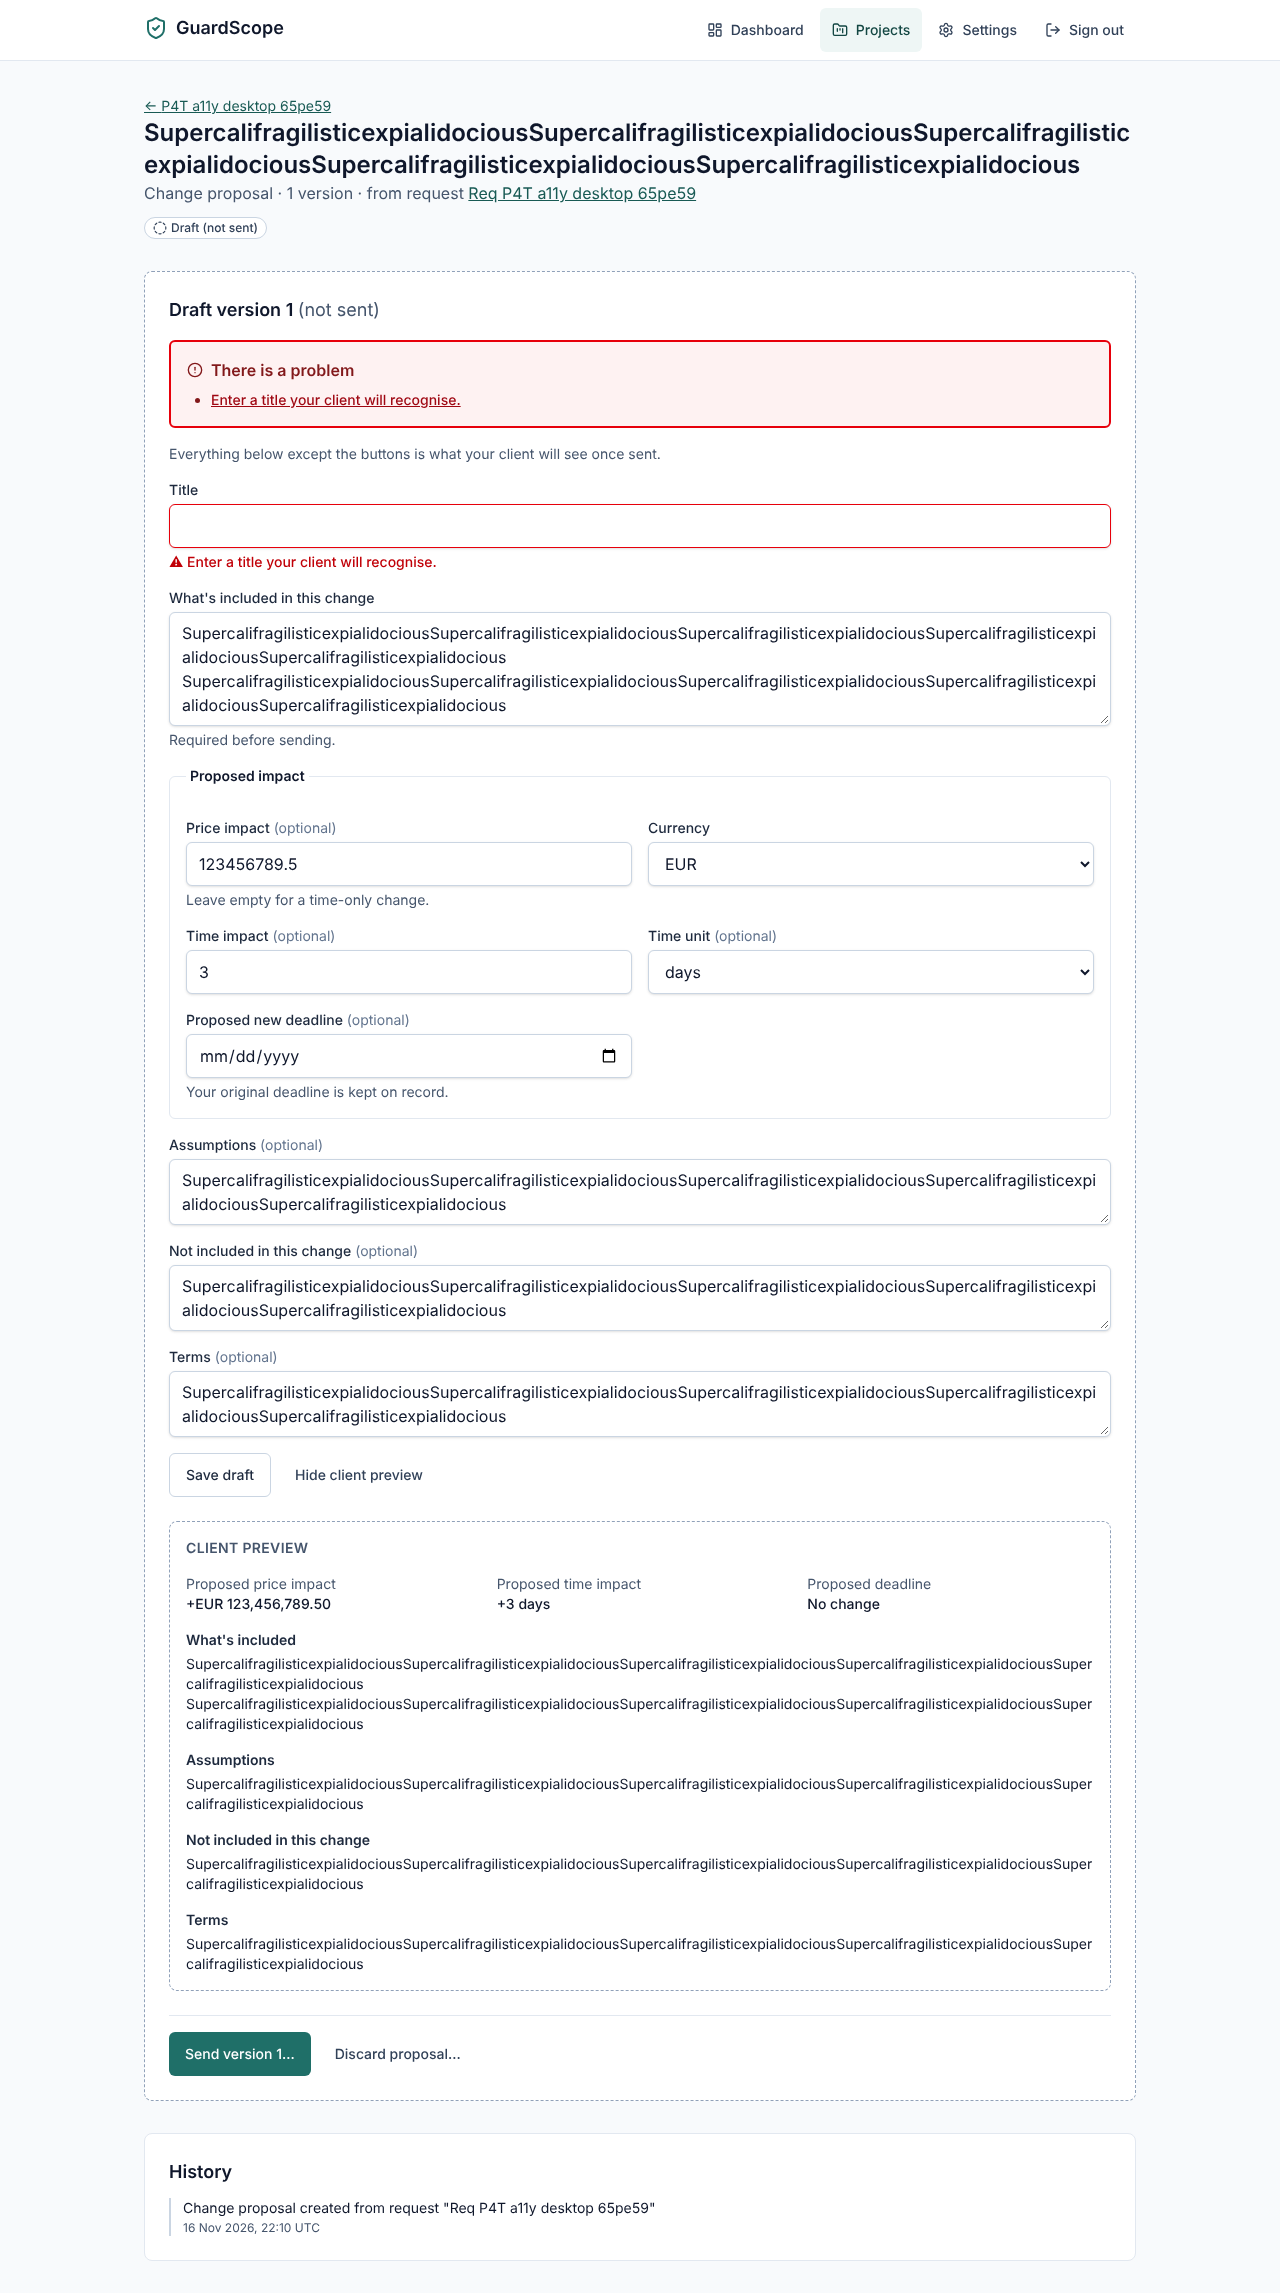 GuardScope
Dashboard
Projects
Settings
Sign out
← P4T a11y desktop 65pe59
SupercalifragilisticexpialidociousSupercalifragilisticexpialidociousSupercalifragilistic
expialidociousSupercalifragilisticexpialidociousSupercalifragilisticexpialidocious
Change proposal · 1 version · from request Req P4T a11y desktop 65pe59
Draft (not sent)
Draft version 1 (not sent)
There is a problem
• Enter a title your client will recognise.
Everything below except the buttons is what your client will see once sent.
Title
Enter a title your client will recognise.
What's included in this change
SupercalifragilisticexpialidociousSupercalifragilisticexpialidociousSupercalifragilisticexpialidociousSupercalifragilisticexpi
alidociousSupercalifragilisticexpialidocious
SupercalifragilisticexpialidociousSupercalifragilisticexpialidociousSupercalifragilisticexpialidociousSupercalifragilisticexpi
alidociousSupercalifragilisticexpialidocious
Required before sending.
Proposed impact
Price impact (optional)
Currency
123456789.5
EUR
Leave empty for a time-only change.
Time impact (optional)
Time unit (optional)
3
days
Proposed new deadline (optional)
mm/dd/yyyy
Your original deadline is kept on record.
Assumptions (optional)
SupercalifragilisticexpialidociousSupercalifragilisticexpialidociousSupercalifragilisticexpialidociousSupercalifragilisticexpi
alidociousSupercalifragilisticexpialidocious
Not included in this change (optional)
SupercalifragilisticexpialidociousSupercalifragilisticexpialidociousSupercalifragilisticexpialidociousSupercalifragilisticexpi
alidociousSupercalifragilisticexpialidocious
Terms (optional)
SupercalifragilisticexpialidociousSupercalifragilisticexpialidociousSupercalifragilisticexpialidociousSupercalifragilisticexpi
alidociousSupercalifragilisticexpialidocious
Save draft
Hide client preview
CLIENT PREVIEW
Proposed price impact
Proposed time impact
Proposed deadline
+EUR 123,456,789.50
+3 days
No change
What's included
SupercalifragilisticexpialidociousSupercalifragilisticexpialidociousSupercalifragilisticexpialidociousSupercalifragilisticexpialidociousSuper
califragilisticexpialidocious
SupercalifragilisticexpialidociousSupercalifragilisticexpialidociousSupercalifragilisticexpialidociousSupercalifragilisticexpialidociousSuper
califragilisticexpialidocious
Assumptions
SupercalifragilisticexpialidociousSupercalifragilisticexpialidociousSupercalifragilisticexpialidociousSupercalifragilisticexpialidociousSuper
califragilisticexpialidocious
Not included in this change
SupercalifragilisticexpialidociousSupercalifragilisticexpialidociousSupercalifragilisticexpialidociousSupercalifragilisticexpialidociousSuper
califragilisticexpialidocious
Terms
SupercalifragilisticexpialidociousSupercalifragilisticexpialidociousSupercalifragilisticexpialidociousSupercalifragilisticexpialidociousSuper
califragilisticexpialidocious
Send version 1...
Discard proposal...
History
Change proposal created from request "Req P4T a11y desktop 65pe59"
16 Nov 2026, 22:10 UTC